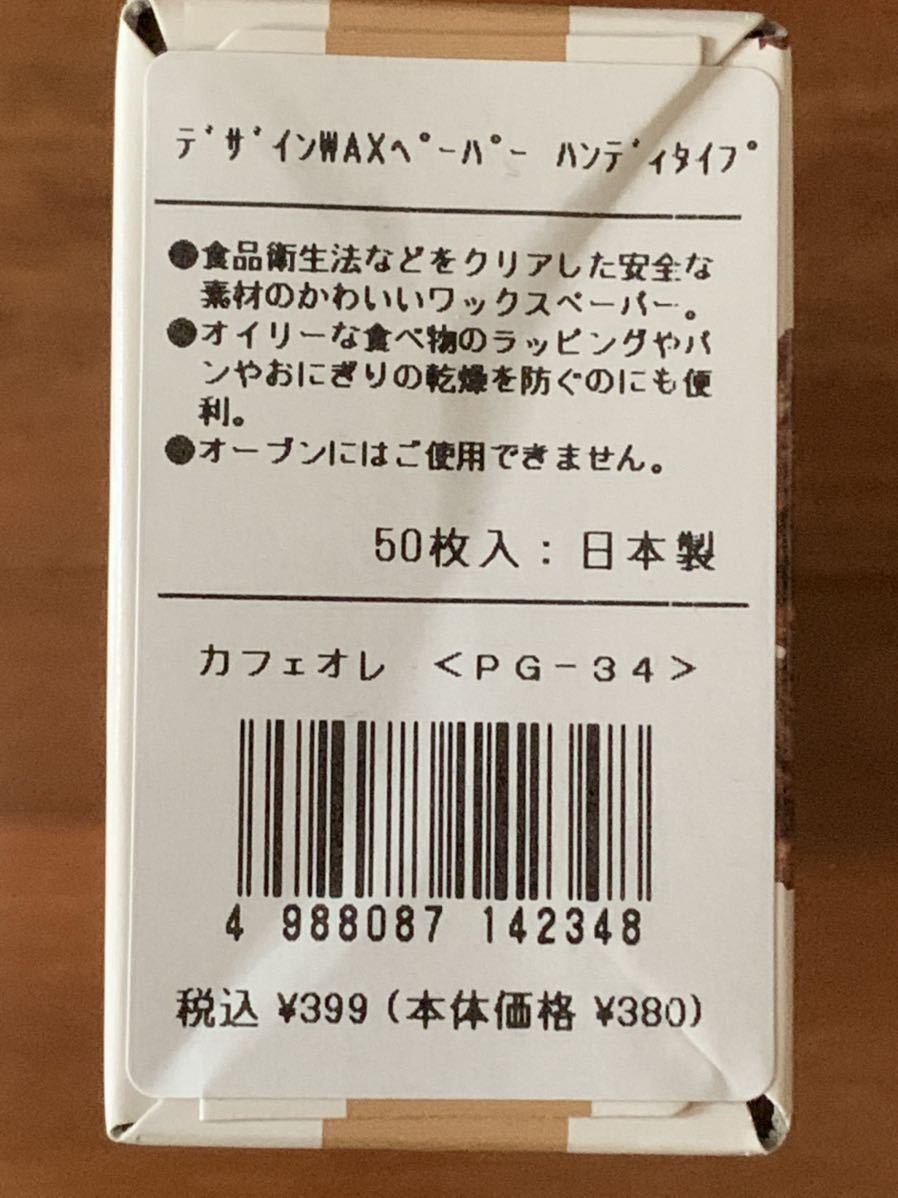 ﾃﾞｻﾞｲﾝWAXﾍﾟｰﾊﾟｰ ﾊﾝﾃﾞｨﾀｲﾌﾟ
●食品衛生法などをクリアした安全な
素材のかわいいワックスペーパー。
●オイリーな食べ物のラッピングやパ
ンやおにぎりの乾燥を防ぐのにも便
利。
●オーブンにはご使用できません。
50枚入：日本製
カフェオレ ＜ＰＧ－３４＞
4 988087 142348
税込 ¥399 (本体価格 ¥380)